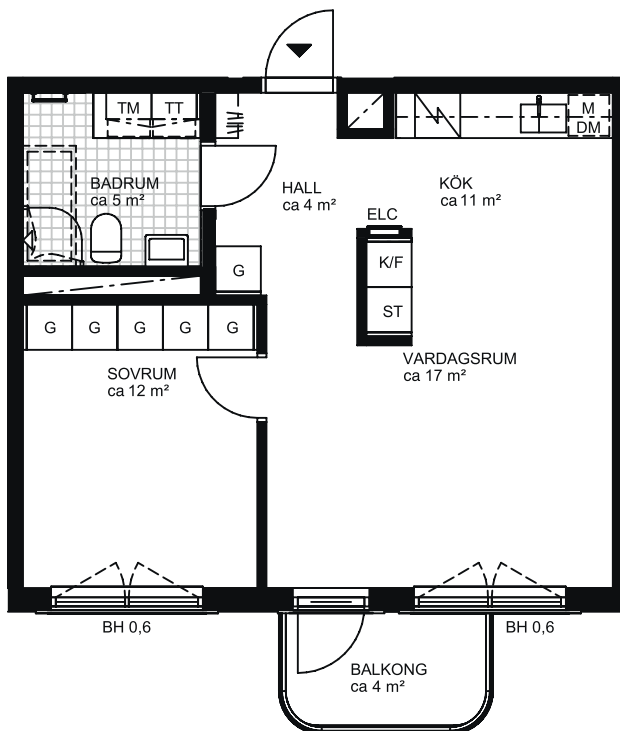 TM
TT
M
DM
BADRUM
ca 5 m²
HALL
ca 4 m²
KÖK
ca 11 m²
ELC
K/F
G
ST
G
G
G
G
G
VARDAGSRUM
ca 17 m²
SOVRUM
ca 12 m²
BH 0,6
BH 0,6
BALKONG
ca 4 m²